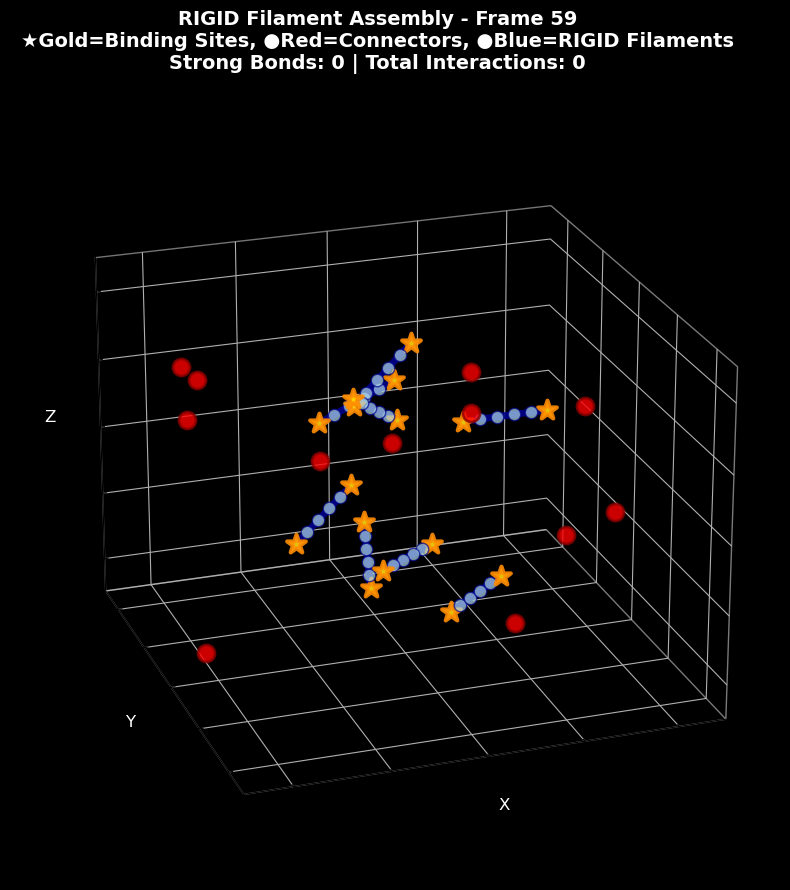 RIGID Filament Assembly - Frame 59
★Gold=Binding Sites, ●Red=Connectors, ●Blue=RIGID Filaments
Strong Bonds: 0 | Total Interactions: 0
Z
Y
X